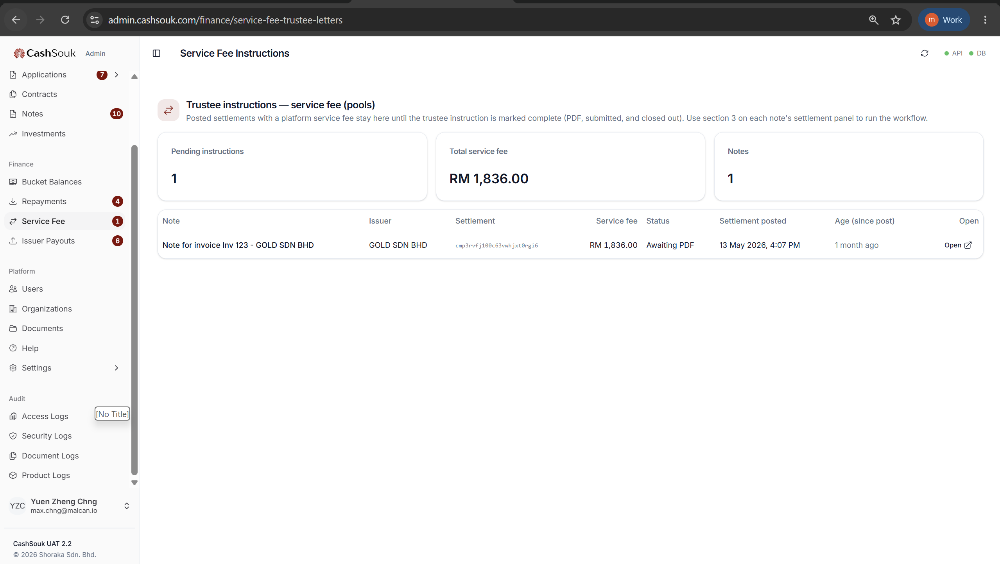 admin.cashsouk.com/finance/service-fee-trustee-letters
m Work
CashSouk Admin
Applications 7
Contracts
Notes 10
Investments
Finance
Bucket Balances
Repayments 4
Service Fee 1
Issuer Payouts 6
Platform
Users
Organizations
Documents
Help
Settings
Audit
Access Logs
[No Title]
Security Logs
Document Logs
Product Logs
YZC
Yuen Zheng Chng
max.chng@malcan.io
CashSouk UAT 2.2
© 2026 Shoraka Sdn. Bhd.
Service Fee Instructions
API DB
Trustee instructions — service fee (pools)
Posted settlements with a platform service fee stay here until the trustee instruction is marked complete (PDF, submitted, and closed out). Use section 3 on each note's settlement panel to run the workflow.
Pending instructions
1
Total service fee
RM 1,836.00
Notes
1
Note Issuer Settlement Service fee Status Settlement posted Age (since post) Open
Note for invoice Inv 123 - GOLD SDN BHD GOLD SDN BHD cmp3rvfj100c63vwhjxt0rgi6 RM 1,836.00 Awaiting PDF 13 May 2026, 4:07 PM 1 month ago Open